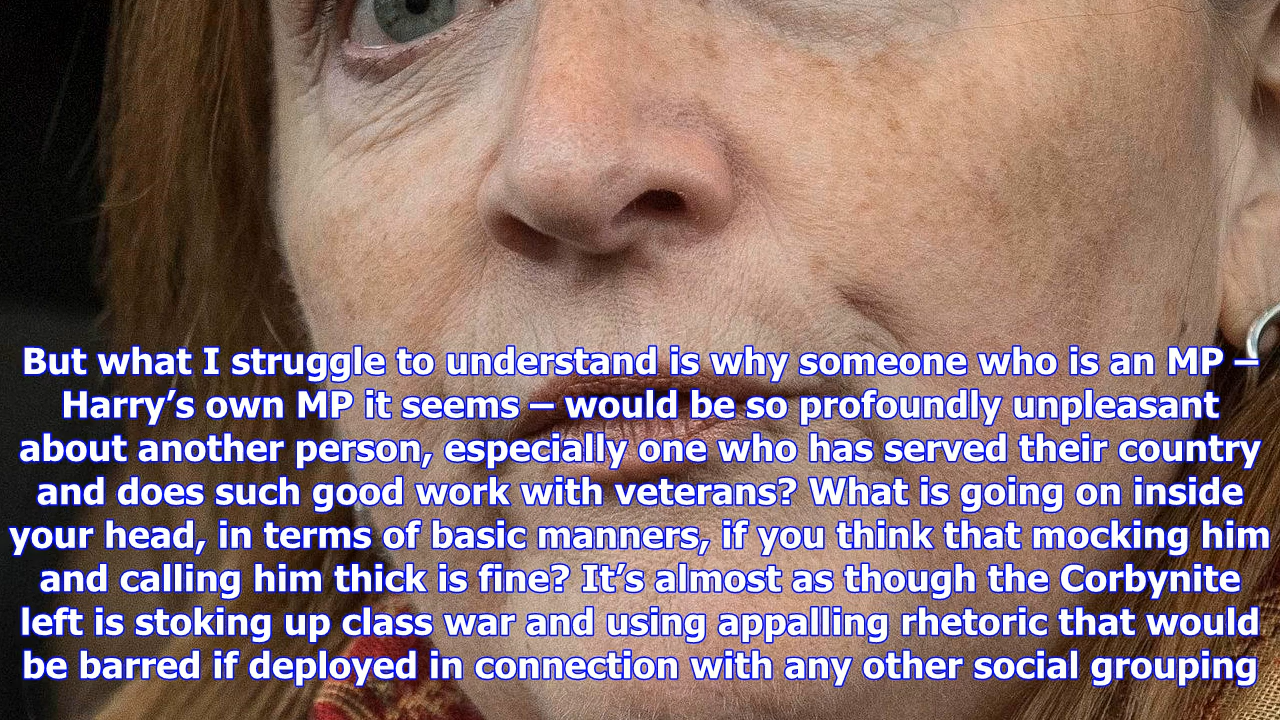 But what I struggle to understand is why someone who is an MP –
Harry’s own MP it seems – would be so profoundly unpleasant
about another person, especially one who has served their country
and does such good work with veterans? What is going on inside
your head, in terms of basic manners, if you think that mocking him
and calling him thick is fine? It’s almost as though the Corbynite
left is stoking up class war and using appalling rhetoric that would
be barred if deployed in connection with any other social grouping